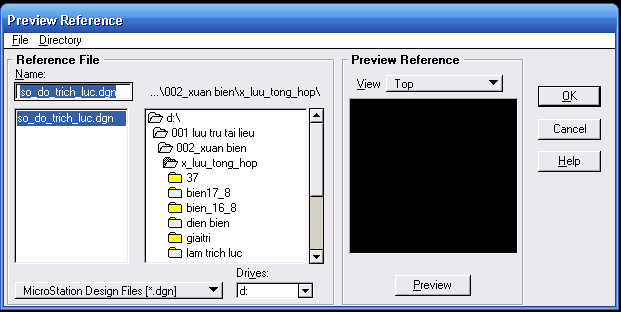 Preview Reference
File Directory
Reference File
Name:
so_do_trich_luc.dgn
...\002_xuan bien\x_luu_tong_hop\
so_do_trich_luc.dgn
d:\
001 luu tru tai lieu
002_xuan bien
x_luu_tong_hop
37
bien17_8
bien_16_8
dien bien
giaitri
lam trich luc
MicroStation Design Files [*.dgn]
Drives:
d:
Preview Reference
View Top
Preview
OK
Cancel
Help